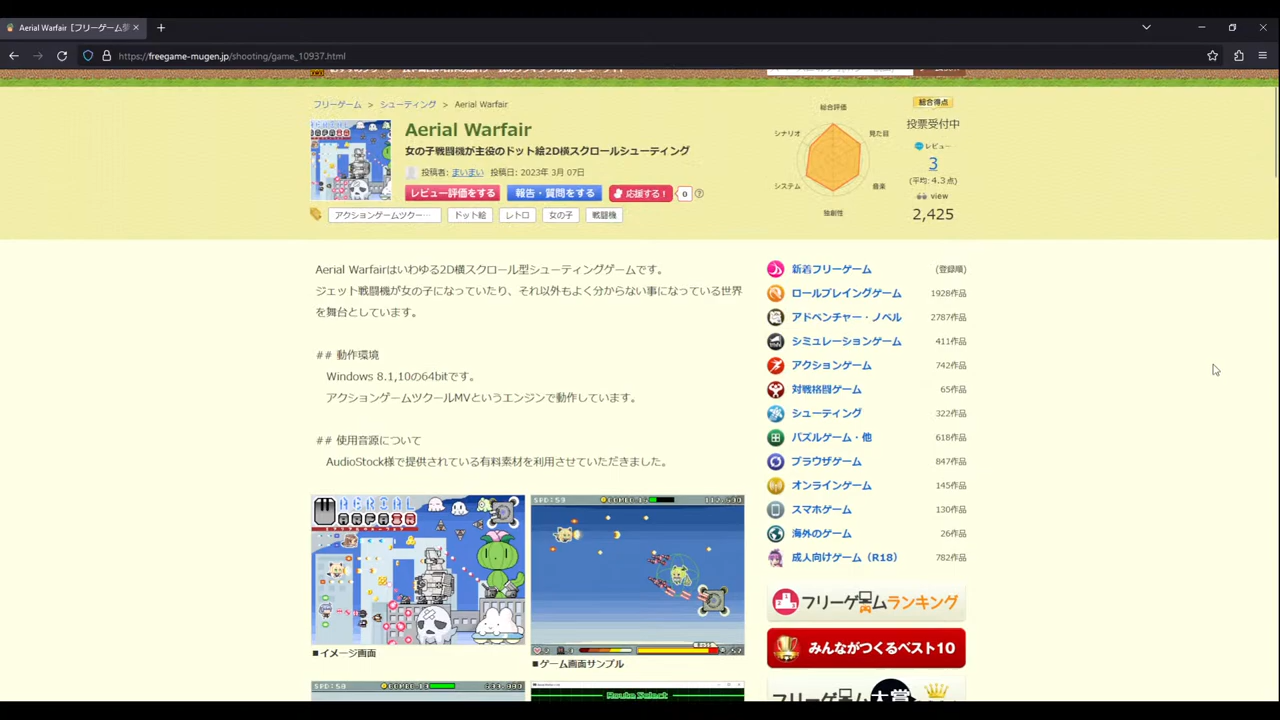 Aerial Warfair [フリーゲーム
https://freegame-mugen.jp/shooting/game_10937.html
フリーゲーム > シューティング > Aerial Warfair
Aerial Warfair
女の子戦闘機が主役のドット絵2D横スクロールシューティング
投稿者: まいまい 投稿日: 2023年 3月 07日
レビュー評価をする 報告・質問をする 応援する! 0
アクションゲームツクー… ドット絵 レトロ 女の子 戦闘機
総合評価
シナリオ 見た目
システム 音楽
独創性
総合得点
投票受付中
レビュー
3
(平均: 4.3点)
view
2,425
Aerial Warfairはいわゆる2D横スクロール型シューティングゲームです。
ジェット戦闘機が女の子になっていたり、それ以外もよく分からない事になっている世界
を舞台としています。
## 動作環境
Windows 8.1,10の64bitです。
アクションゲームツクールMVというエンジンで動作しています。
## 使用音源について
AudioStock様で提供されている有料素材を利用させていただきました。
AERIAL
WARFAIR
■イメージ画面
■ゲーム画面サンプル
Route Select
新着フリーゲーム (登録順)
ロールプレイングゲーム 1928作品
アドベンチャー・ノベル 2787作品
シミュレーションゲーム 411作品
アクションゲーム 742作品
対戦格闘ゲーム 65作品
シューティング 322作品
パズルゲーム・他 618作品
ブラウザゲーム 847作品
オンラインゲーム 145作品
スマホゲーム 130作品
海外のゲーム 26作品
成人向けゲーム(R18) 782作品
フリーゲームランキング
みんながつくるベスト10
フリーゲーム大賞